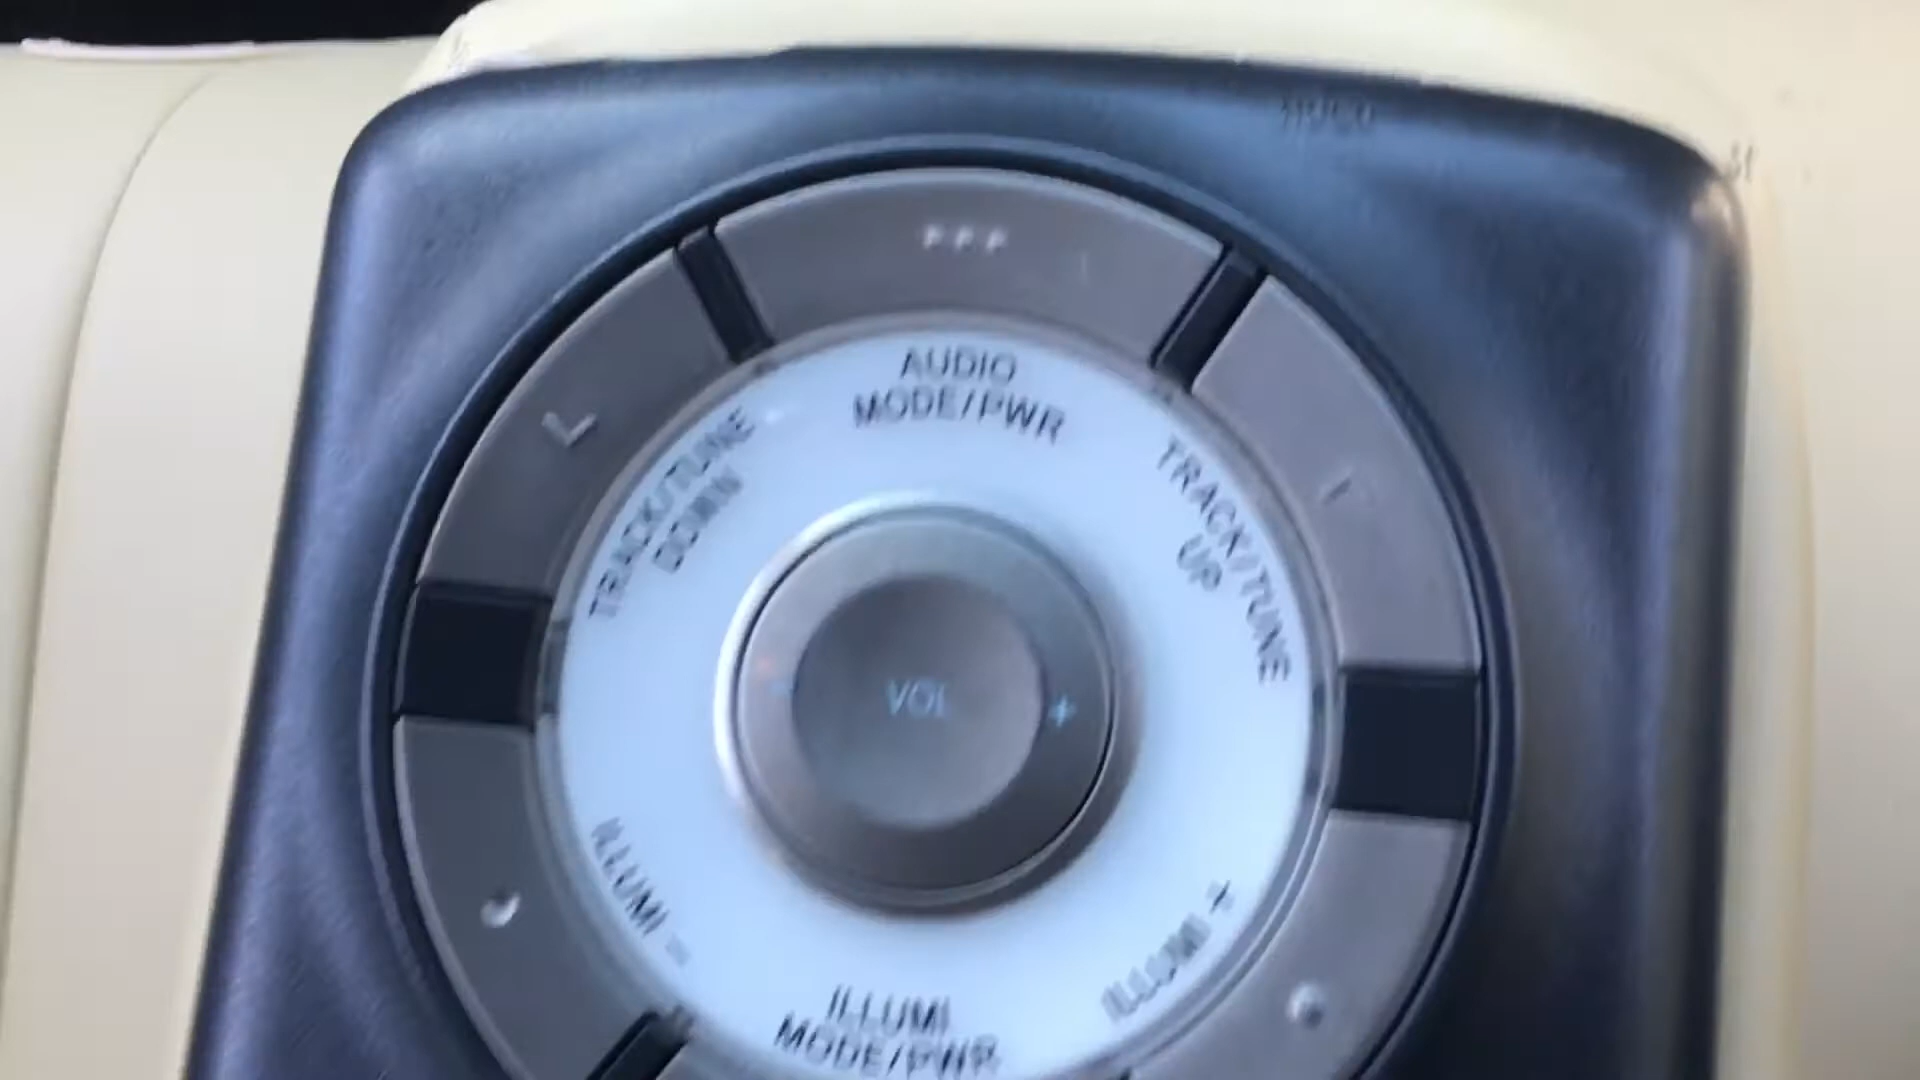 AUDIO
MODE/PWR
TRACK/TUNE
DOWN
TRACK/TUNE
UP
- VOL +
ILLUMI -
ILLUMI +
ILLUMI
MODE/PWR